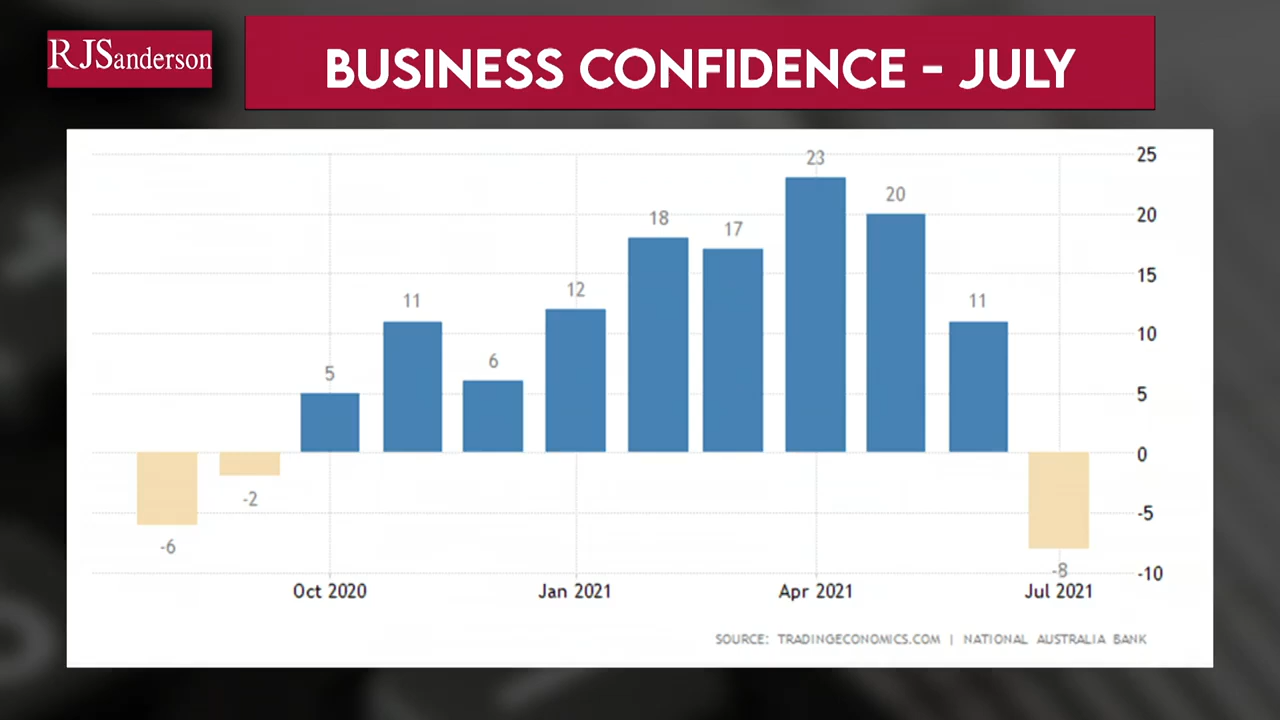 RJSanderson
BUSINESS CONFIDENCE - JULY
23
25
20
18
20
17
15
12
11
11
10
6
5
5
0
-2
-5
-6
-8
-10
Oct 2020
Jan 2021
Apr 2021
Jul 2021
SOURCE: TRADINGECONOMICS.COM | NATIONAL AUSTRALIA BANK